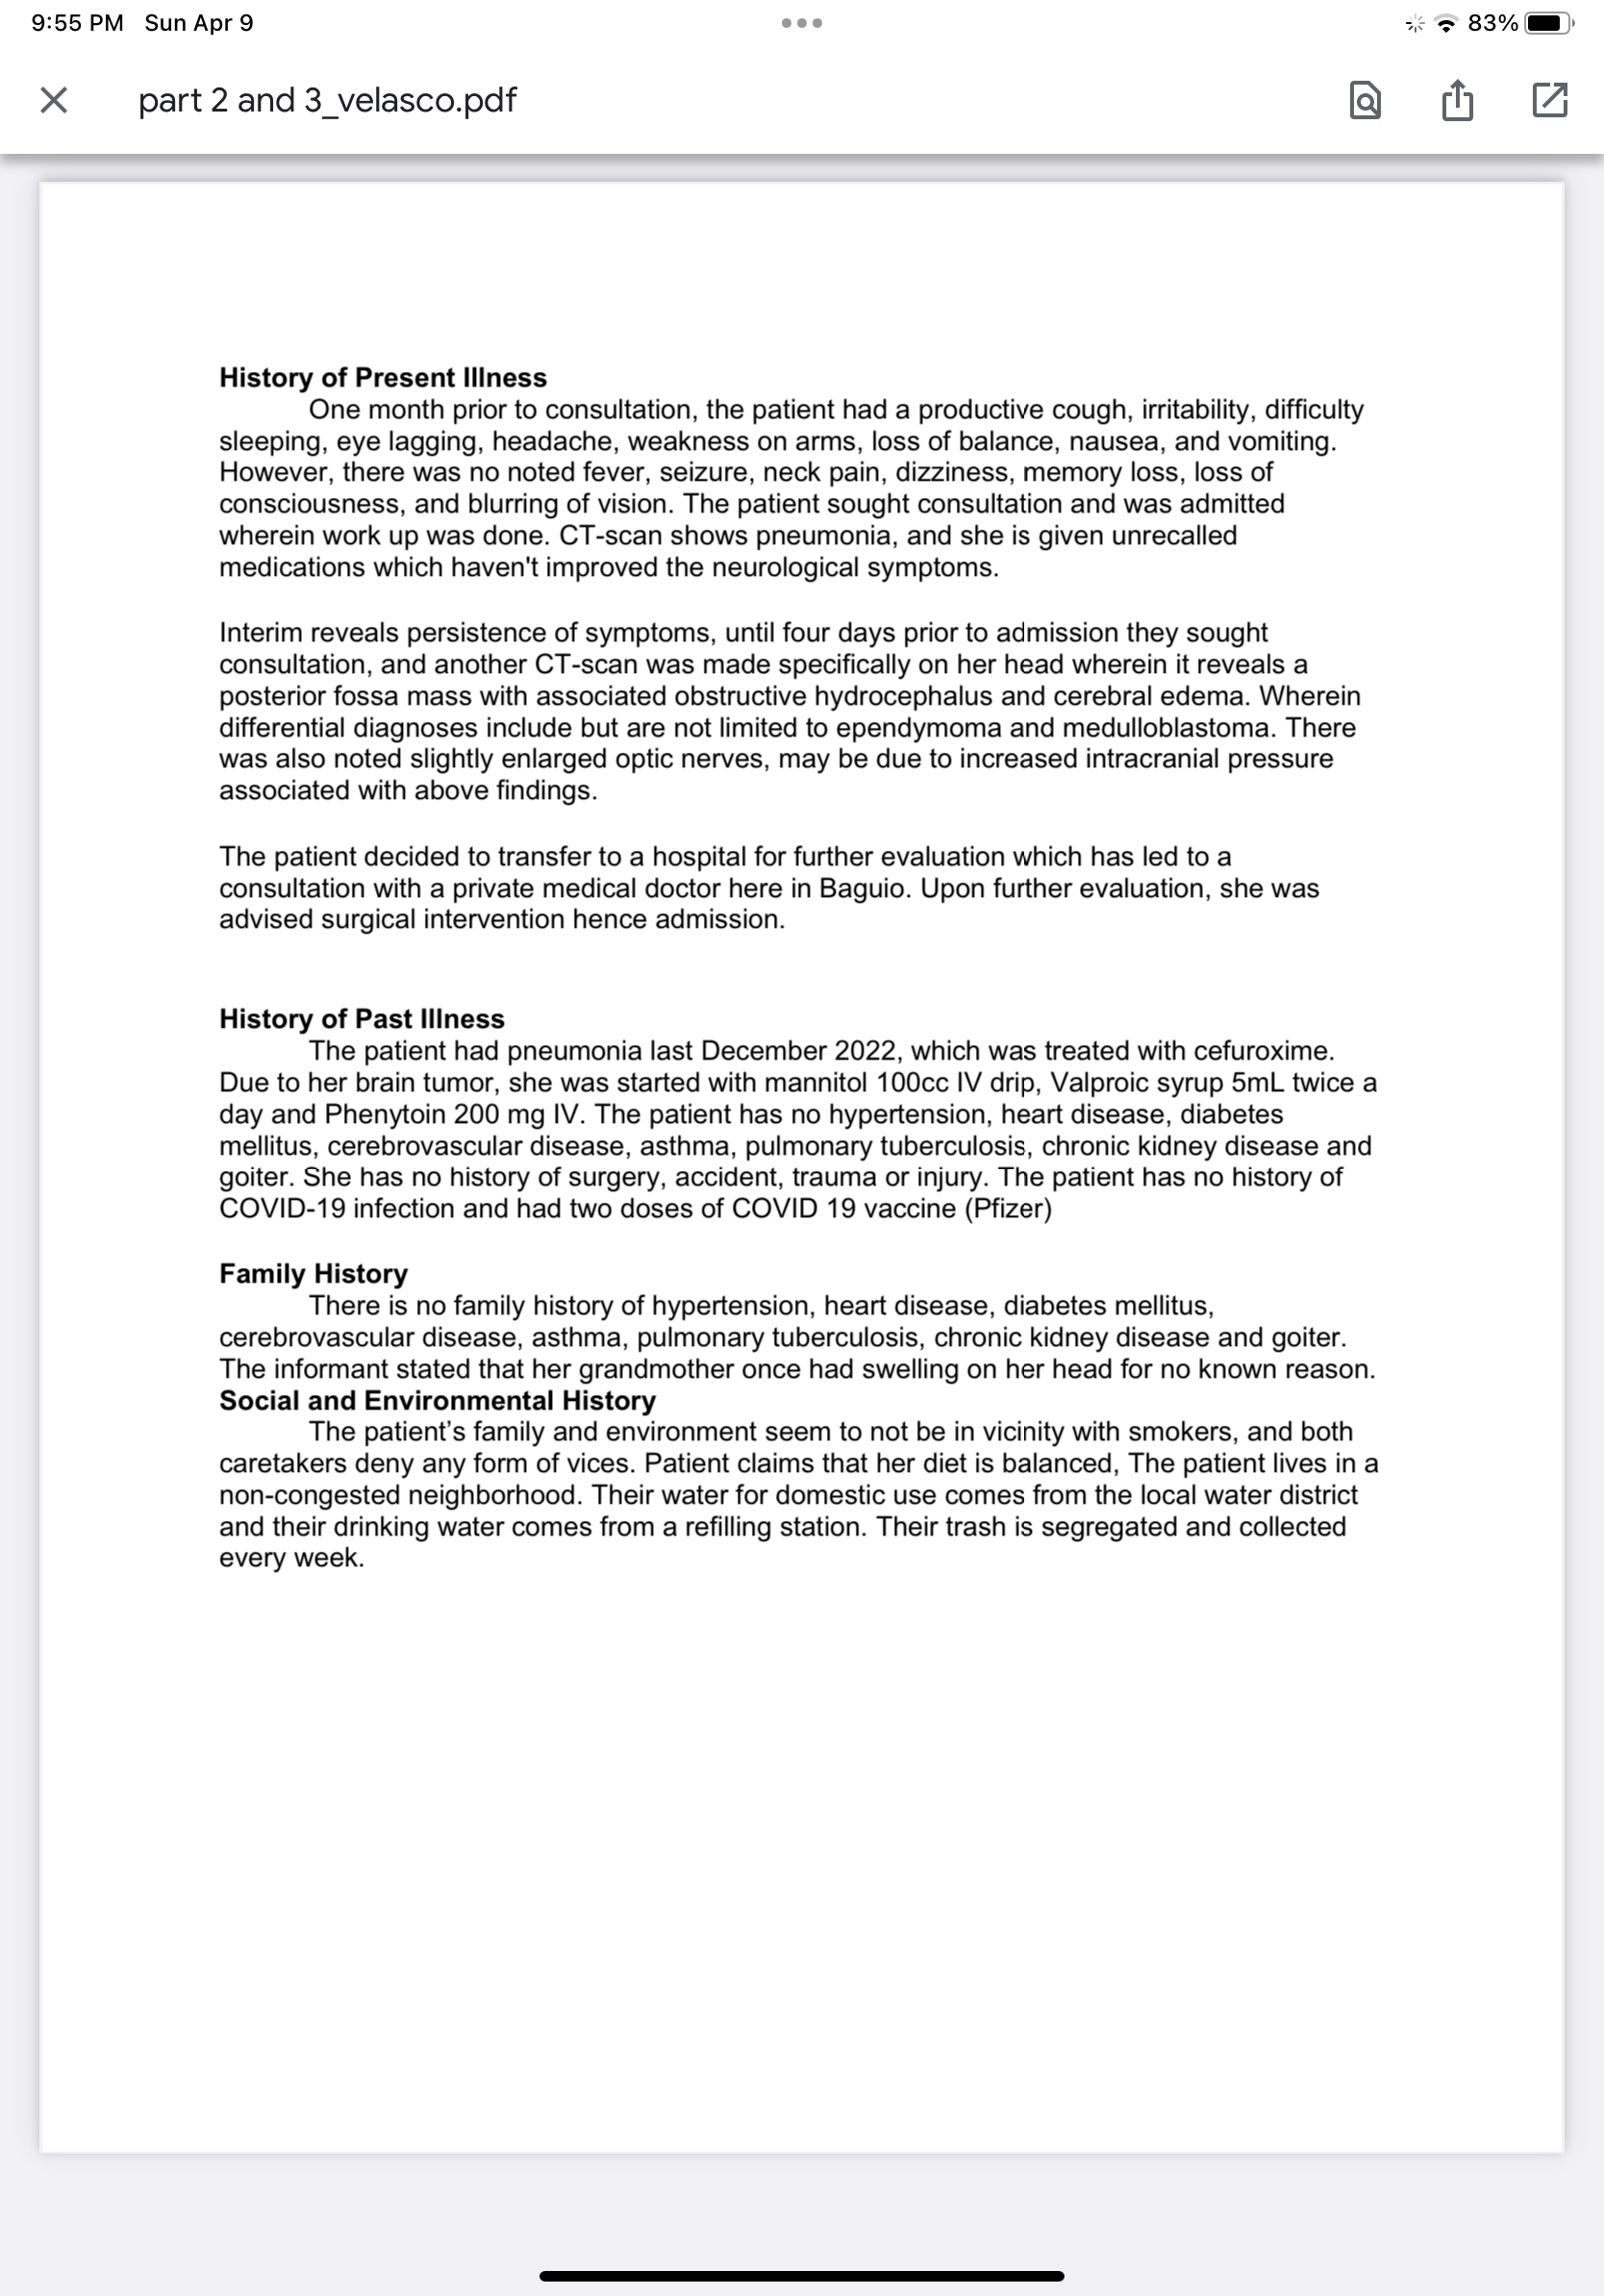 9:55 PM Sun Apr 9
83%
part 2 and 3_velasco.pdf
History of Present Illness
One month prior to consultation, the patient had a productive cough, irritability, difficulty
sleeping, eye lagging, headache, weakness on arms, loss of balance, nausea, and vomiting.
However, there was no noted fever, seizure, neck pain, dizziness, memory loss, loss of
consciousness, and blurring of vision. The patient sought consultation and was admitted
wherein work up was done. CT-scan shows pneumonia, and she is given unrecalled
medications which haven't improved the neurological symptoms.
Interim reveals persistence of symptoms, until four days prior to admission they sought
consultation, and another CT-scan was made specifically on her head wherein it reveals a
posterior fossa mass with associated obstructive hydrocephalus and cerebral edema. Wherein
differential diagnoses include but are not limited to ependymoma and medulloblastoma. There
was also noted slightly enlarged optic nerves, may be due to increased intracranial pressure
associated with above findings.
The patient decided to transfer to a hospital for further evaluation which has led to a
consultation with a private medical doctor here in Baguio. Upon further evaluation, she was
advised surgical intervention hence admission.
History of Past Illness
The patient had pneumonia last December 2022, which was treated with cefuroxime.
Due to her brain tumor, she was started with mannitol 100cc IV drip, Valproic syrup 5mL twice a
day and Phenytoin 200 mg IV. The patient has no hypertension, heart disease, diabetes
mellitus, cerebrovascular disease, asthma, pulmonary tuberculosis, chronic kidney disease and
goiter. She has no history of surgery, accident, trauma or injury. The patient has no history of
COVID-19 infection and had two doses of COVID 19 vaccine (Pfizer)
Family History
There is no family history of hypertension, heart disease, diabetes mellitus,
cerebrovascular disease, asthma, pulmonary tuberculosis, chronic kidney disease and goiter.
The informant stated that her grandmother once had swelling on her head for no known reason.
Social and Environmental History
The patient’s family and environment seem to not be in vicinity with smokers, and both
caretakers deny any form of vices. Patient claims that her diet is balanced, The patient lives in a
non-congested neighborhood. Their water for domestic use comes from the local water district
and their drinking water comes from a refilling station. Their trash is segregated and collected
every week.